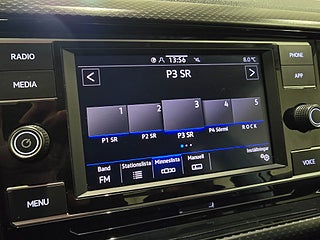 RADIO
MEDIA
MENU
PHONE
APP
VOICE
13:56
8.0°C
P3 SR
1 2 3 4 5
P1 SR P2 SR P3 SR P4 Sörml ROCK
Band FM
Stationslista
Minneslista
Manuell
Inställningar